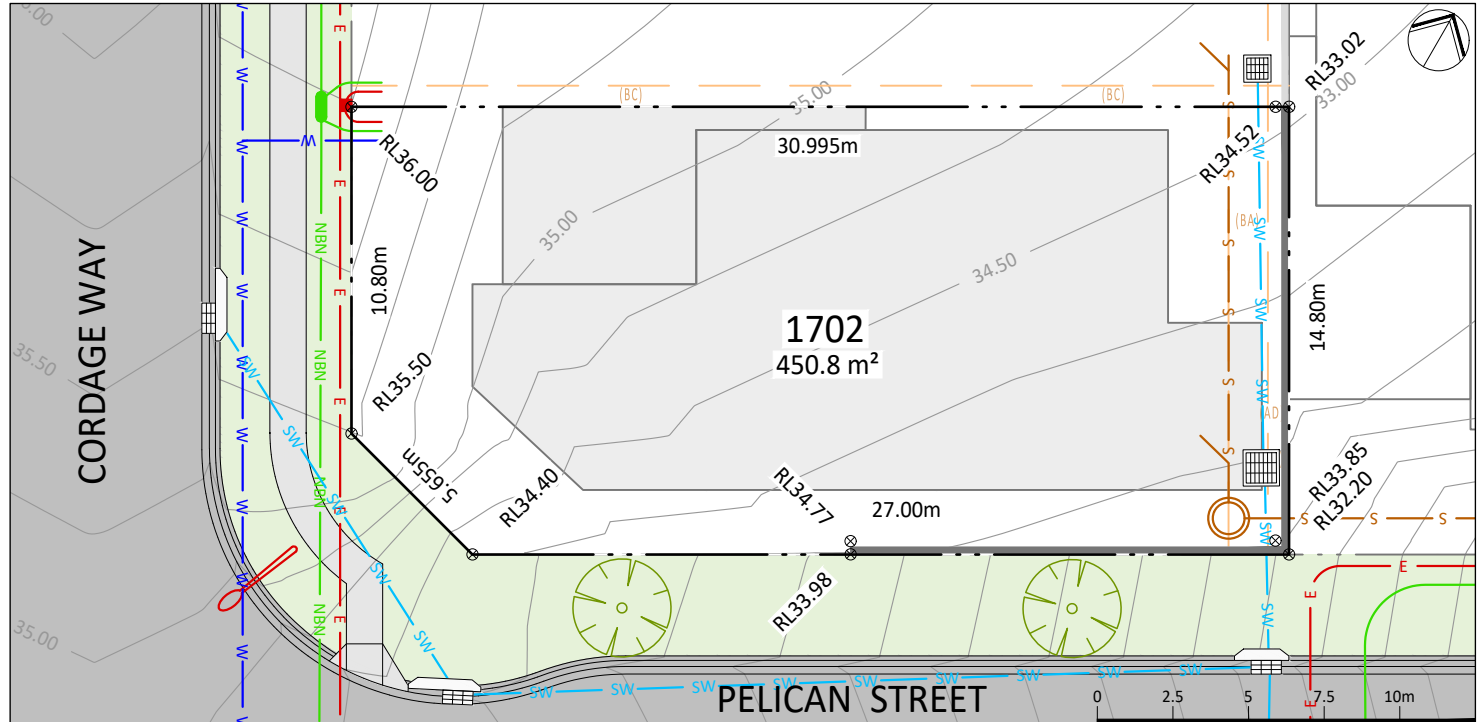 35.00
(BC)
(BC)
RL33.02
33.00
30.995m
RL36.00
RL34.52
W
E
S
SW
NBN
CORDAGE WAY
10.80m
35.00
34.50
(BA)
1702
450.8 m²
14.80m
35.50
RL35.50
5.655m
RL34.40
RL34.77
27.00m
RL33.85
RL32.20
RL33.98
35.00
PELICAN STREET
0 2.5 5 7.5 10m